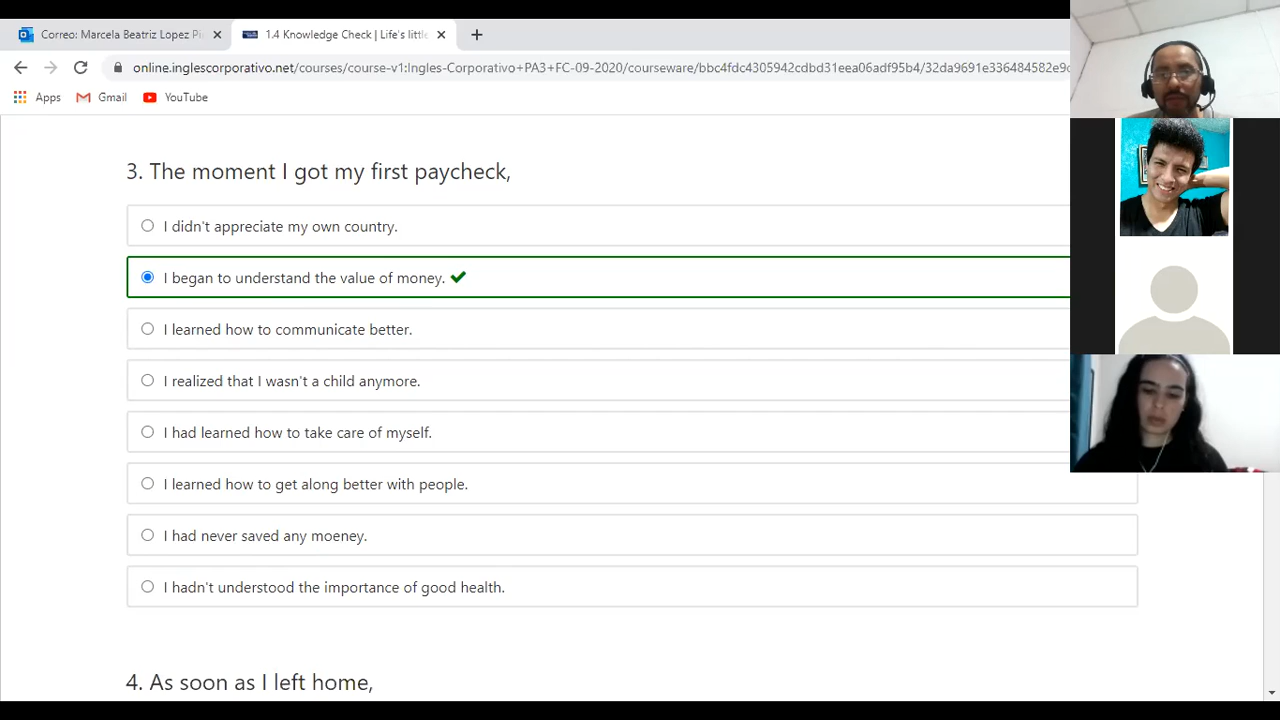 Correo: Marcela Beatriz Lopez Pi
1.4 Knowledge Check | Life's littl
online.inglescorporativo.net/courses/course-v1:Ingles-Corporativo+PA3+FC-09-2020/courseware/bbc4fdc4305942cdbd31eea06adf95b4/32da9691e336484582e9c
Apps
Gmail
YouTube
3. The moment I got my first paycheck,
I didn't appreciate my own country.
I began to understand the value of money.
I learned how to communicate better.
I realized that I wasn't a child anymore.
I had learned how to take care of myself.
I learned how to get along better with people.
I had never saved any moeney.
I hadn't understood the importance of good health.
4. As soon as I left home,